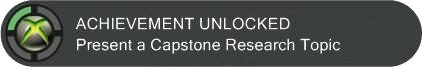 ACHIEVEMENT UNLOCKED
Present a Capstone Research Topic